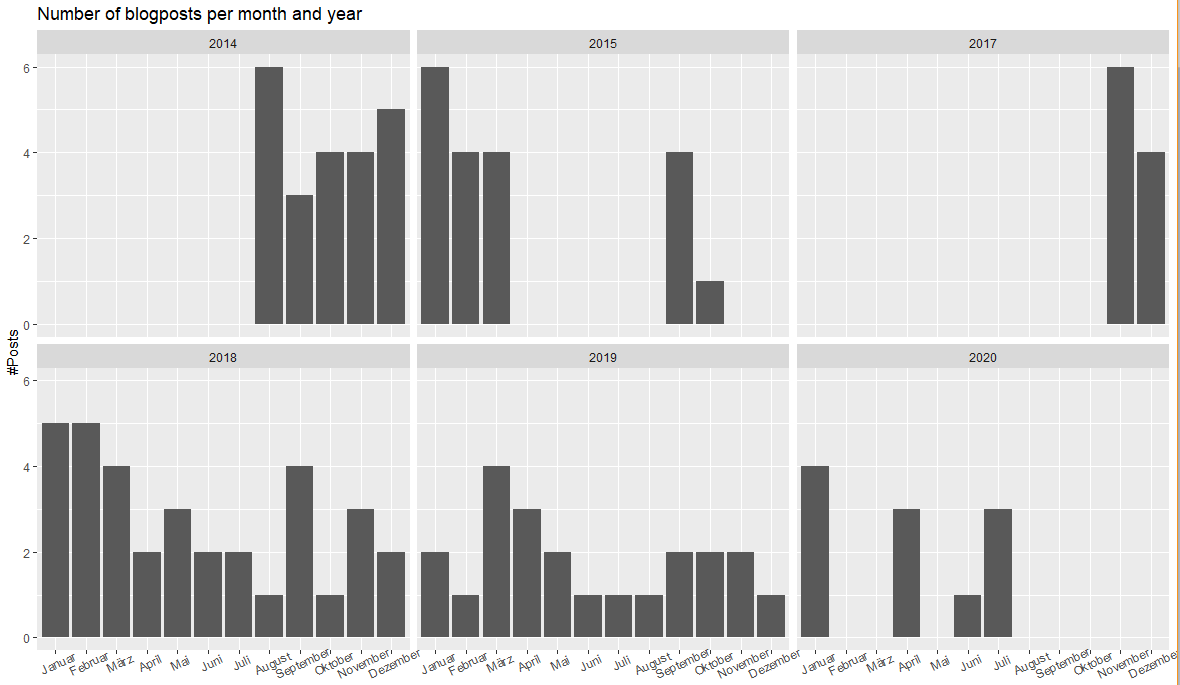 Number of blogposts per month and year
2014 2015 2017
6
4
2
0
#Posts
2018 2019 2020
6
4
2
0
Januar Februar März April Mai Juni Juli August September Oktober November Dezember Januar Februar März April Mai Juni Juli August September Oktober November Dezember Januar Februar März April Mai Juni Juli August September Oktober November Dezember